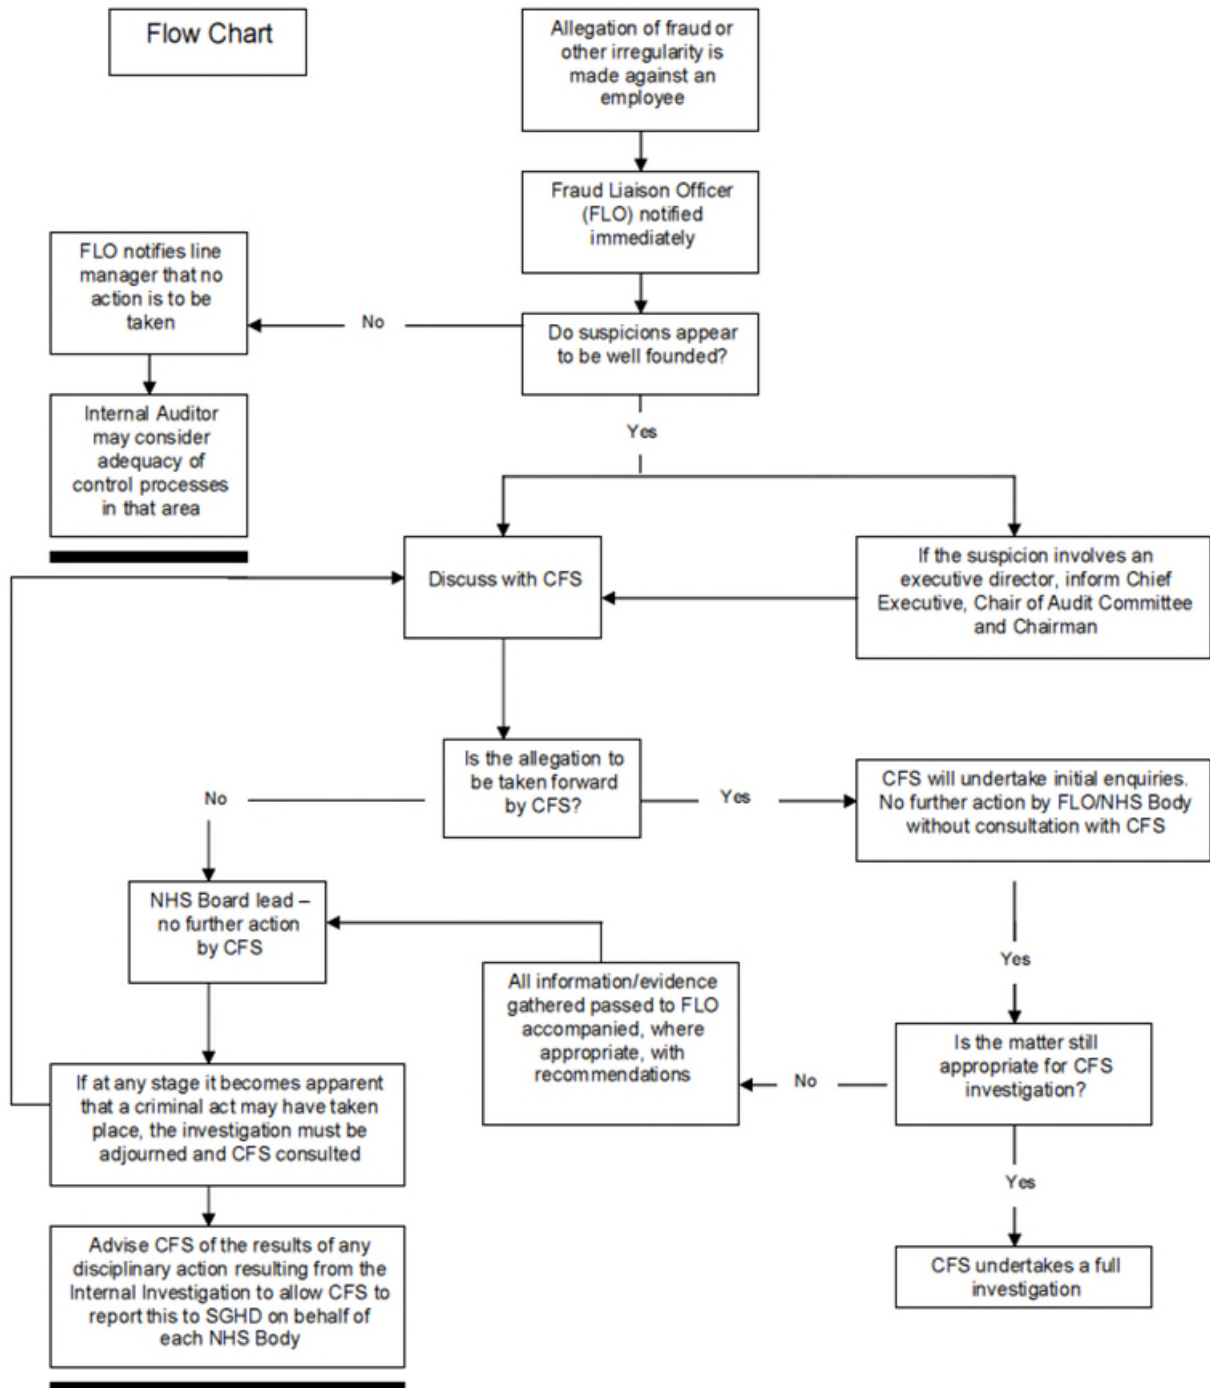 Flow Chart
Allegation of fraud or
other irregularity is
made against an
employee
Fraud Liaison Officer
(FLO) notified
immediately
FLO notifies line
manager that no
action is to be
taken
No
Do suspicions appear
to be well founded?
Internal Auditor
may consider
adequacy of
control processes
in that area
Yes
Discuss with CFS
If the suspicion involves an
executive director, inform Chief
Executive, Chair of Audit Committee
and Chairman
Is the allegation to
be taken forward
by CFS?
No
Yes
CFS will undertake initial enquiries.
No further action by FLO/NHS Body
without consultation with CFS
NHS Board lead –
no further action
by CFS
All information/evidence
gathered passed to FLO
accompanied, where
appropriate, with
recommendations
Yes
Is the matter still
appropriate for CFS
investigation?
No
If at any stage it becomes apparent
that a criminal act may have taken
place, the investigation must be
adjourned and CFS consulted
Yes
Advise CFS of the results of any
disciplinary action resulting from the
Internal Investigation to allow CFS to
report this to SGHD on behalf of
each NHS Body
CFS undertakes a full
investigation